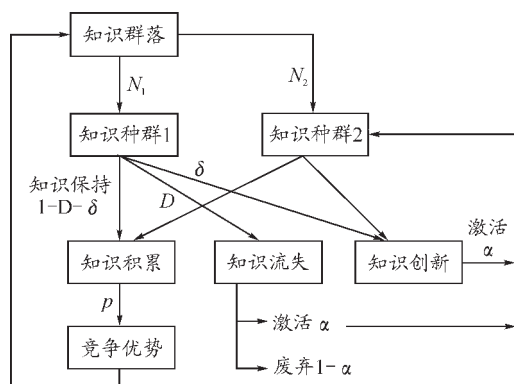 知识群落
N₁
N₂
知识种群1
知识种群2
知识保持
1-D-δ
D
δ
知识积累
知识流失
知识创新
激活
α
p
激活 α
竞争优势
废弃1-α